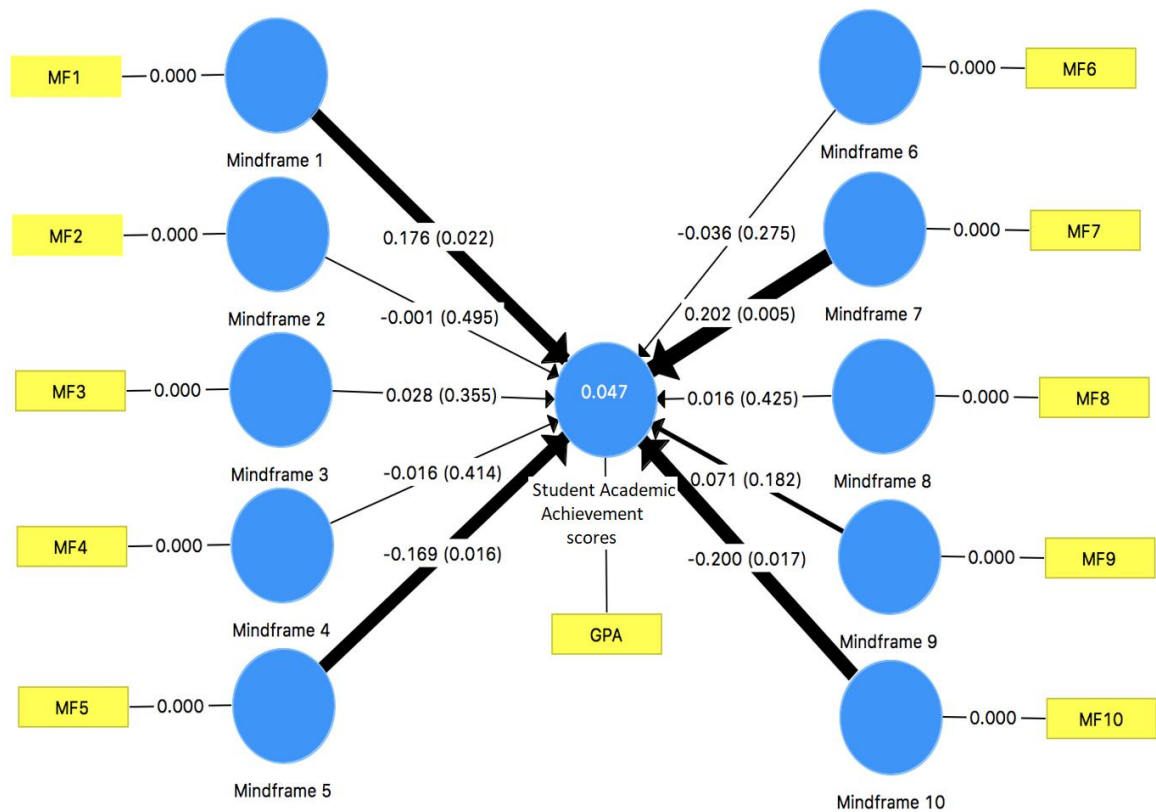 MF1
0.000
Mindframe 1
0.176 (0.022)
MF2
0.000
Mindframe 2
-0.001 (0.495)
MF3
0.000
Mindframe 3
0.028 (0.355)
MF4
0.000
Mindframe 4
-0.016 (0.414)
MF5
0.000
Mindframe 5
-0.169 (0.016)
0.047
Student Academic
Achievement
scores
GPA
MF6
0.000
Mindframe 6
-0.036 (0.275)
MF7
0.000
Mindframe 7
0.202 (0.005)
MF8
0.000
Mindframe 8
0.016 (0.425)
MF9
0.000
Mindframe 9
0.071 (0.182)
MF10
0.000
Mindframe 10
-0.200 (0.017)